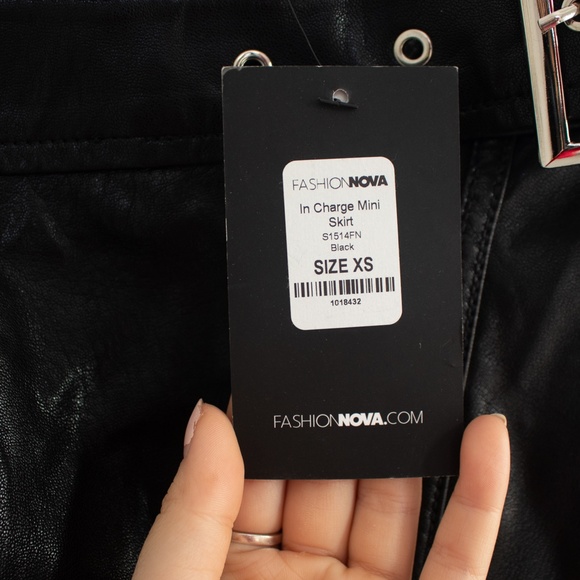 FASHIONNOVA
In Charge Mini
Skirt
S1514FN
Black
SIZE XS
1018432
FASHIONNOVA.COM